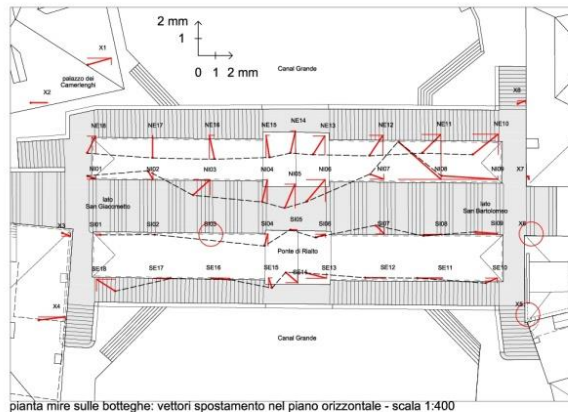 2 mm
1
0 1 2 mm
Canal Grande
X1
palazzo dei
Camerlenghi
X2
X8
NE18 NE17 NE16 NE15 NE14 NE13 NE12 NE11 NE10
NI01 NI02 NI03 NI04 NI05 NI06 NI07 NI08 NI09
X7
lato
San Giacometto
lato
San Bartolomeo
X3 SI01 SI02 SI03 SI04 SI05 SI06 SI07 SI08 SI09 X6
Ponte di Rialto
SE18 SE17 SE16 SE14 SE13 SE12 SE11 SE10
X4
X5
Canal Grande
pianta mire sulle botteghe: vettori spostamento nel piano orizzontale - scala 1:400